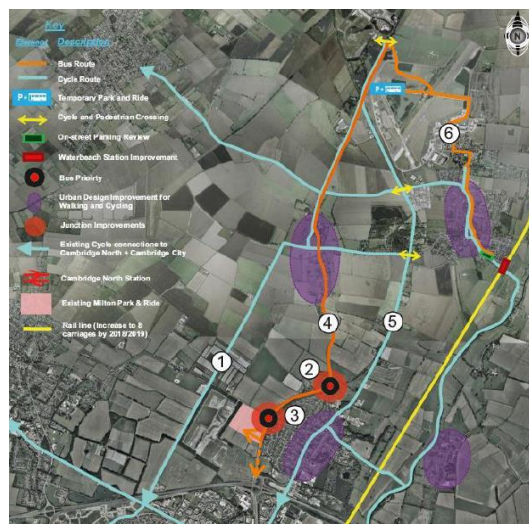 Key
Element Description
Bus Route
Cycle Route
P+ Temporary Park and Ride
Cycle and Pedestrian Crossing
On-street Parking Review
Waterbeach Station Improvement
Bus Priority
Urban Design Improvement for
Walking and Cycling
Junction Improvements
Existing Cycle connections to
Cambridge North + Cambridge City
Cambridge North Station
Existing Milton Park & Ride
Rail line (Increase to 8
carriages by 2018/2019)
N
P+
6
4
5
1
2
3